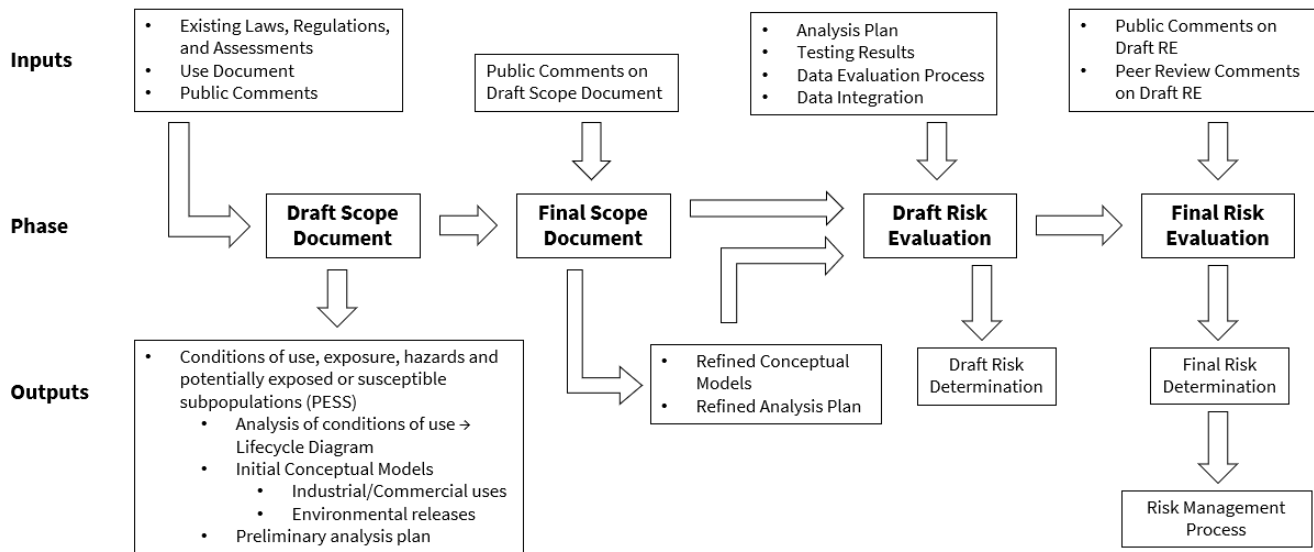 Inputs
• Existing Laws, Regulations,
and Assessments
• Use Document
• Public Comments
Public Comments on
Draft Scope Document
• Analysis Plan
• Testing Results
• Data Evaluation Process
• Data Integration
• Public Comments on
Draft RE
• Peer Review Comments
on Draft RE
Phase
Draft Scope
Document
Final Scope
Document
Draft Risk
Evaluation
Final Risk
Evaluation
Outputs
• Conditions of use, exposure, hazards and
potentially exposed or susceptible
subpopulations (PESS)
• Analysis of conditions of use →
Lifecycle Diagram
• Initial Conceptual Models
• Industrial/Commercial uses
• Environmental releases
• Preliminary analysis plan
• Refined Conceptual
Models
• Refined Analysis Plan
Draft Risk
Determination
Final Risk
Determination
Risk Management
Process